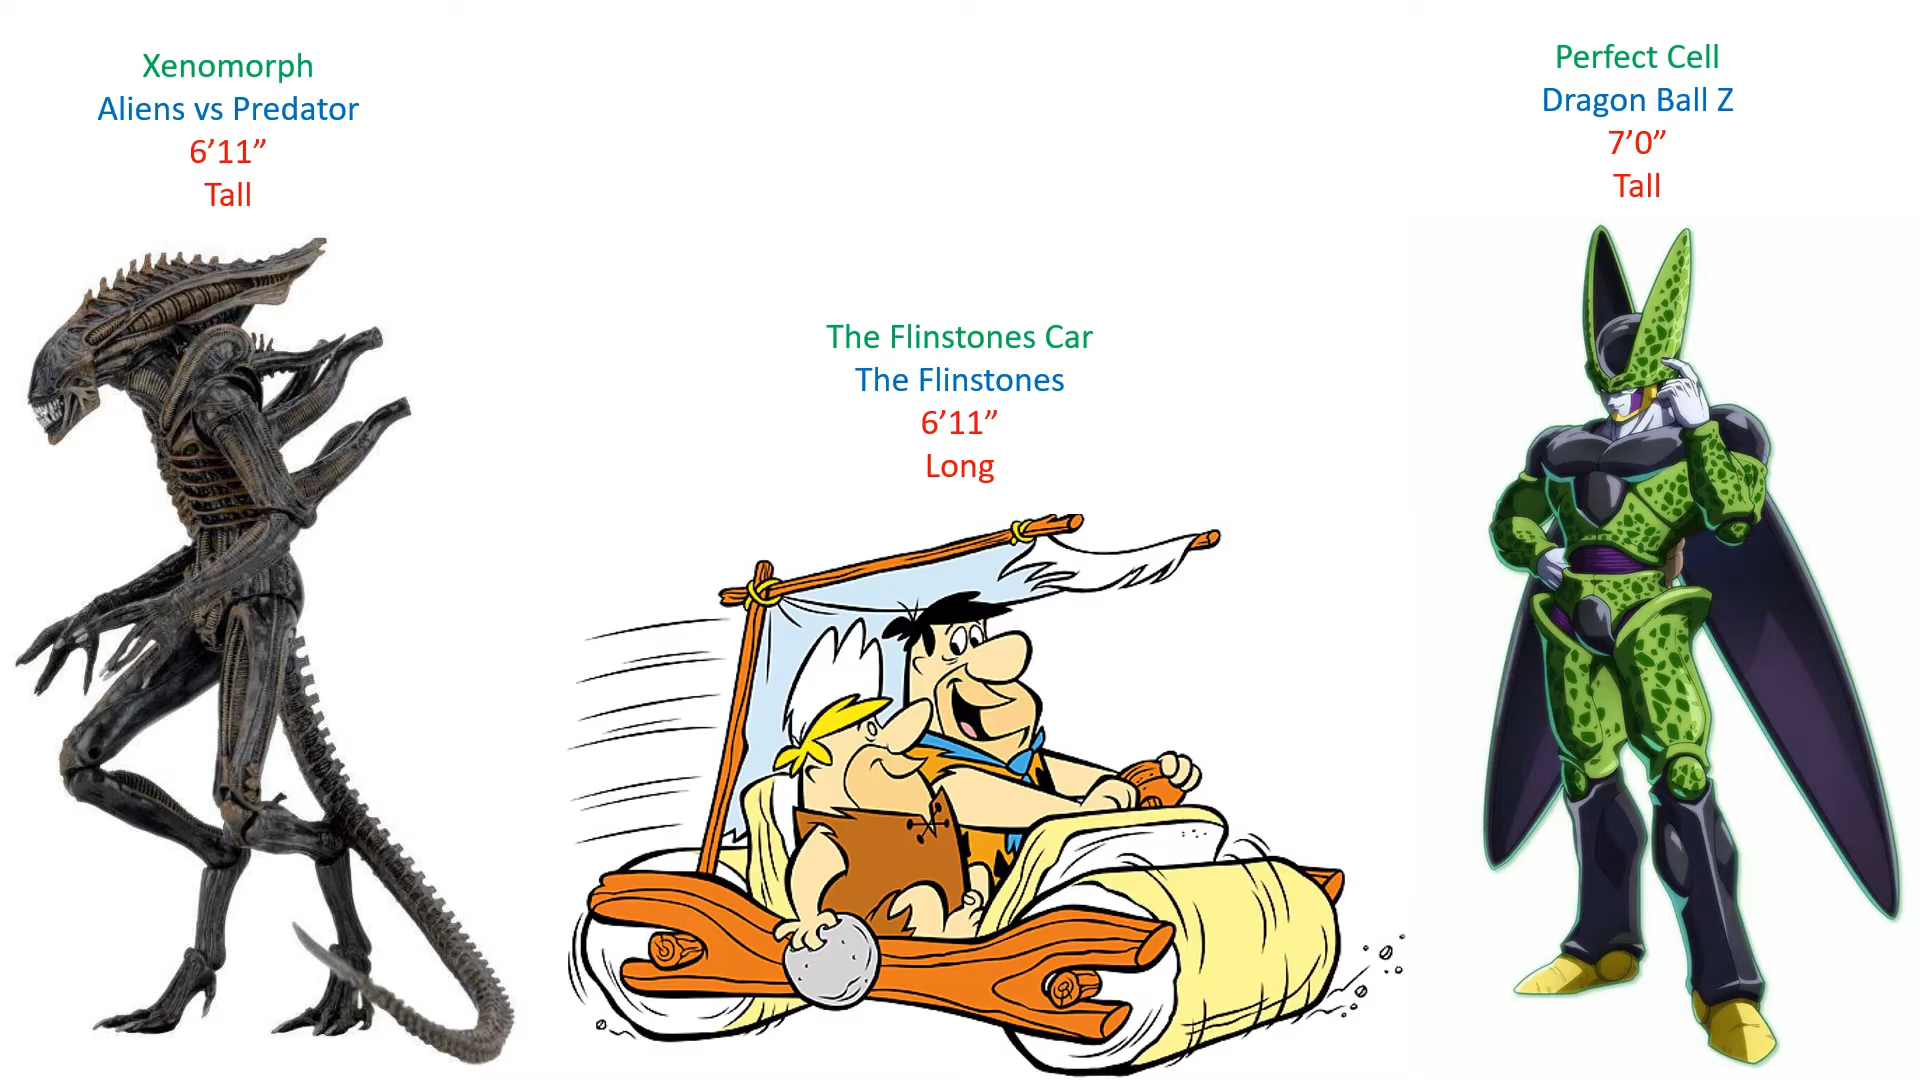 Xenomorph
Aliens vs Predator
6’11”
Tall
The Flinstones Car
The Flinstones
6’11”
Long
Perfect Cell
Dragon Ball Z
7’0”
Tall